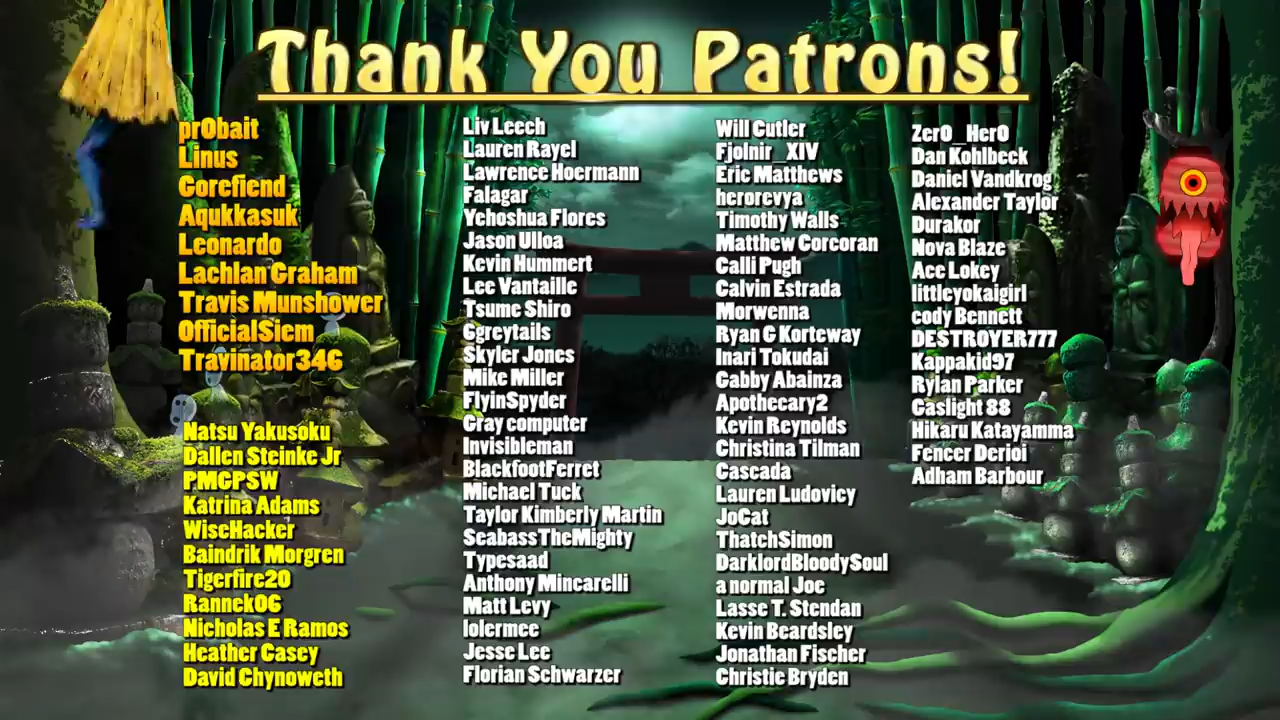 Thank You Patrons!
pr0bait
Linus
Gorefiend
Aqukkasuk
Leonardo
Lachlan Graham
Travis Munshower
OfficialSiem
Travinator346
Natsu Yakusoku
Dallen Steinke Jr
PMGPSW
Katrina Adams
WiseHacker
Baindrik Morgren
Tigerfire20
Rannek06
Nicholas E Ramos
Heather Casey
David Chynoweth
Liv Leech
Lauren Rayel
Lawrence Hoermann
Falagar
Yehoshua Flores
Jason Ulloa
Kevin Hummert
Lee Vantaille
Tsume Shiro
Ggreytails
Skyler Jones
Mike Miller
FlyinSpyder
Gray computer
Invisibleman
BlackfootFerret
Michael Tuck
Taylor Kimberly Martin
SeabassTheMighty
Typesaad
Anthony Mincarelli
Matt Levy
lolermee
Jesse Lee
Florian Schwarzer
Will Cutler
Fjolnir_XIV
Eric Matthews
herorevya
Timothy Walls
Matthew Corcoran
Calli Pugh
Calvin Estrada
Morwenna
Ryan G Korteway
Inari Tokudai
Gabby Abainza
Apothecary2
Kevin Reynolds
Christina Tilman
Cascada
Lauren Ludovicy
JoCat
ThatchSimon
DarklordBloodySoul
a normal Joe
Lasse T. Stendan
Kevin Beardsley
Jonathan Fischer
Christie Bryden
Zer0_Her0
Dan Kohlbeck
Daniel Vandkrog
Alexander Taylor
Durakor
Nova Blaze
Ace Lokey
littleyokaigirl
cody Bennett
DESTROYER777
Kappakid97
Rylan Parker
Gaslight 88
Hikaru Katayamma
Fencer Derioi
Adham Barbour